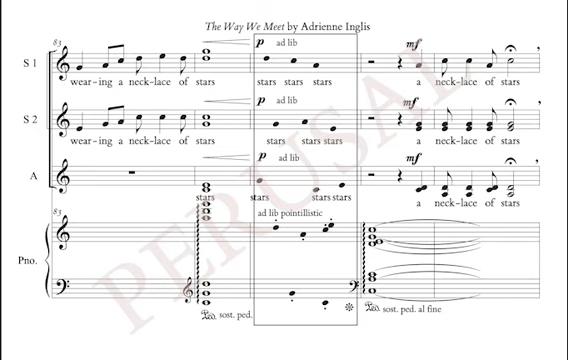 The Way We Meet by Adrienne Inglis
83 p ad lib mf
S 1
wear-ing a neck-lace of stars stars stars stars a neck-lace of stars
p ad lib mf
S 2
wear-ing a neck-lace of stars stars stars stars a neck-lace of stars
p ad lib mf
A
stars stars stars stars a neck-lace of stars
83 ad lib pointillistic
Pno.
Ped. sost. ped. Ped. sost. ped. al fine
PERUSAL